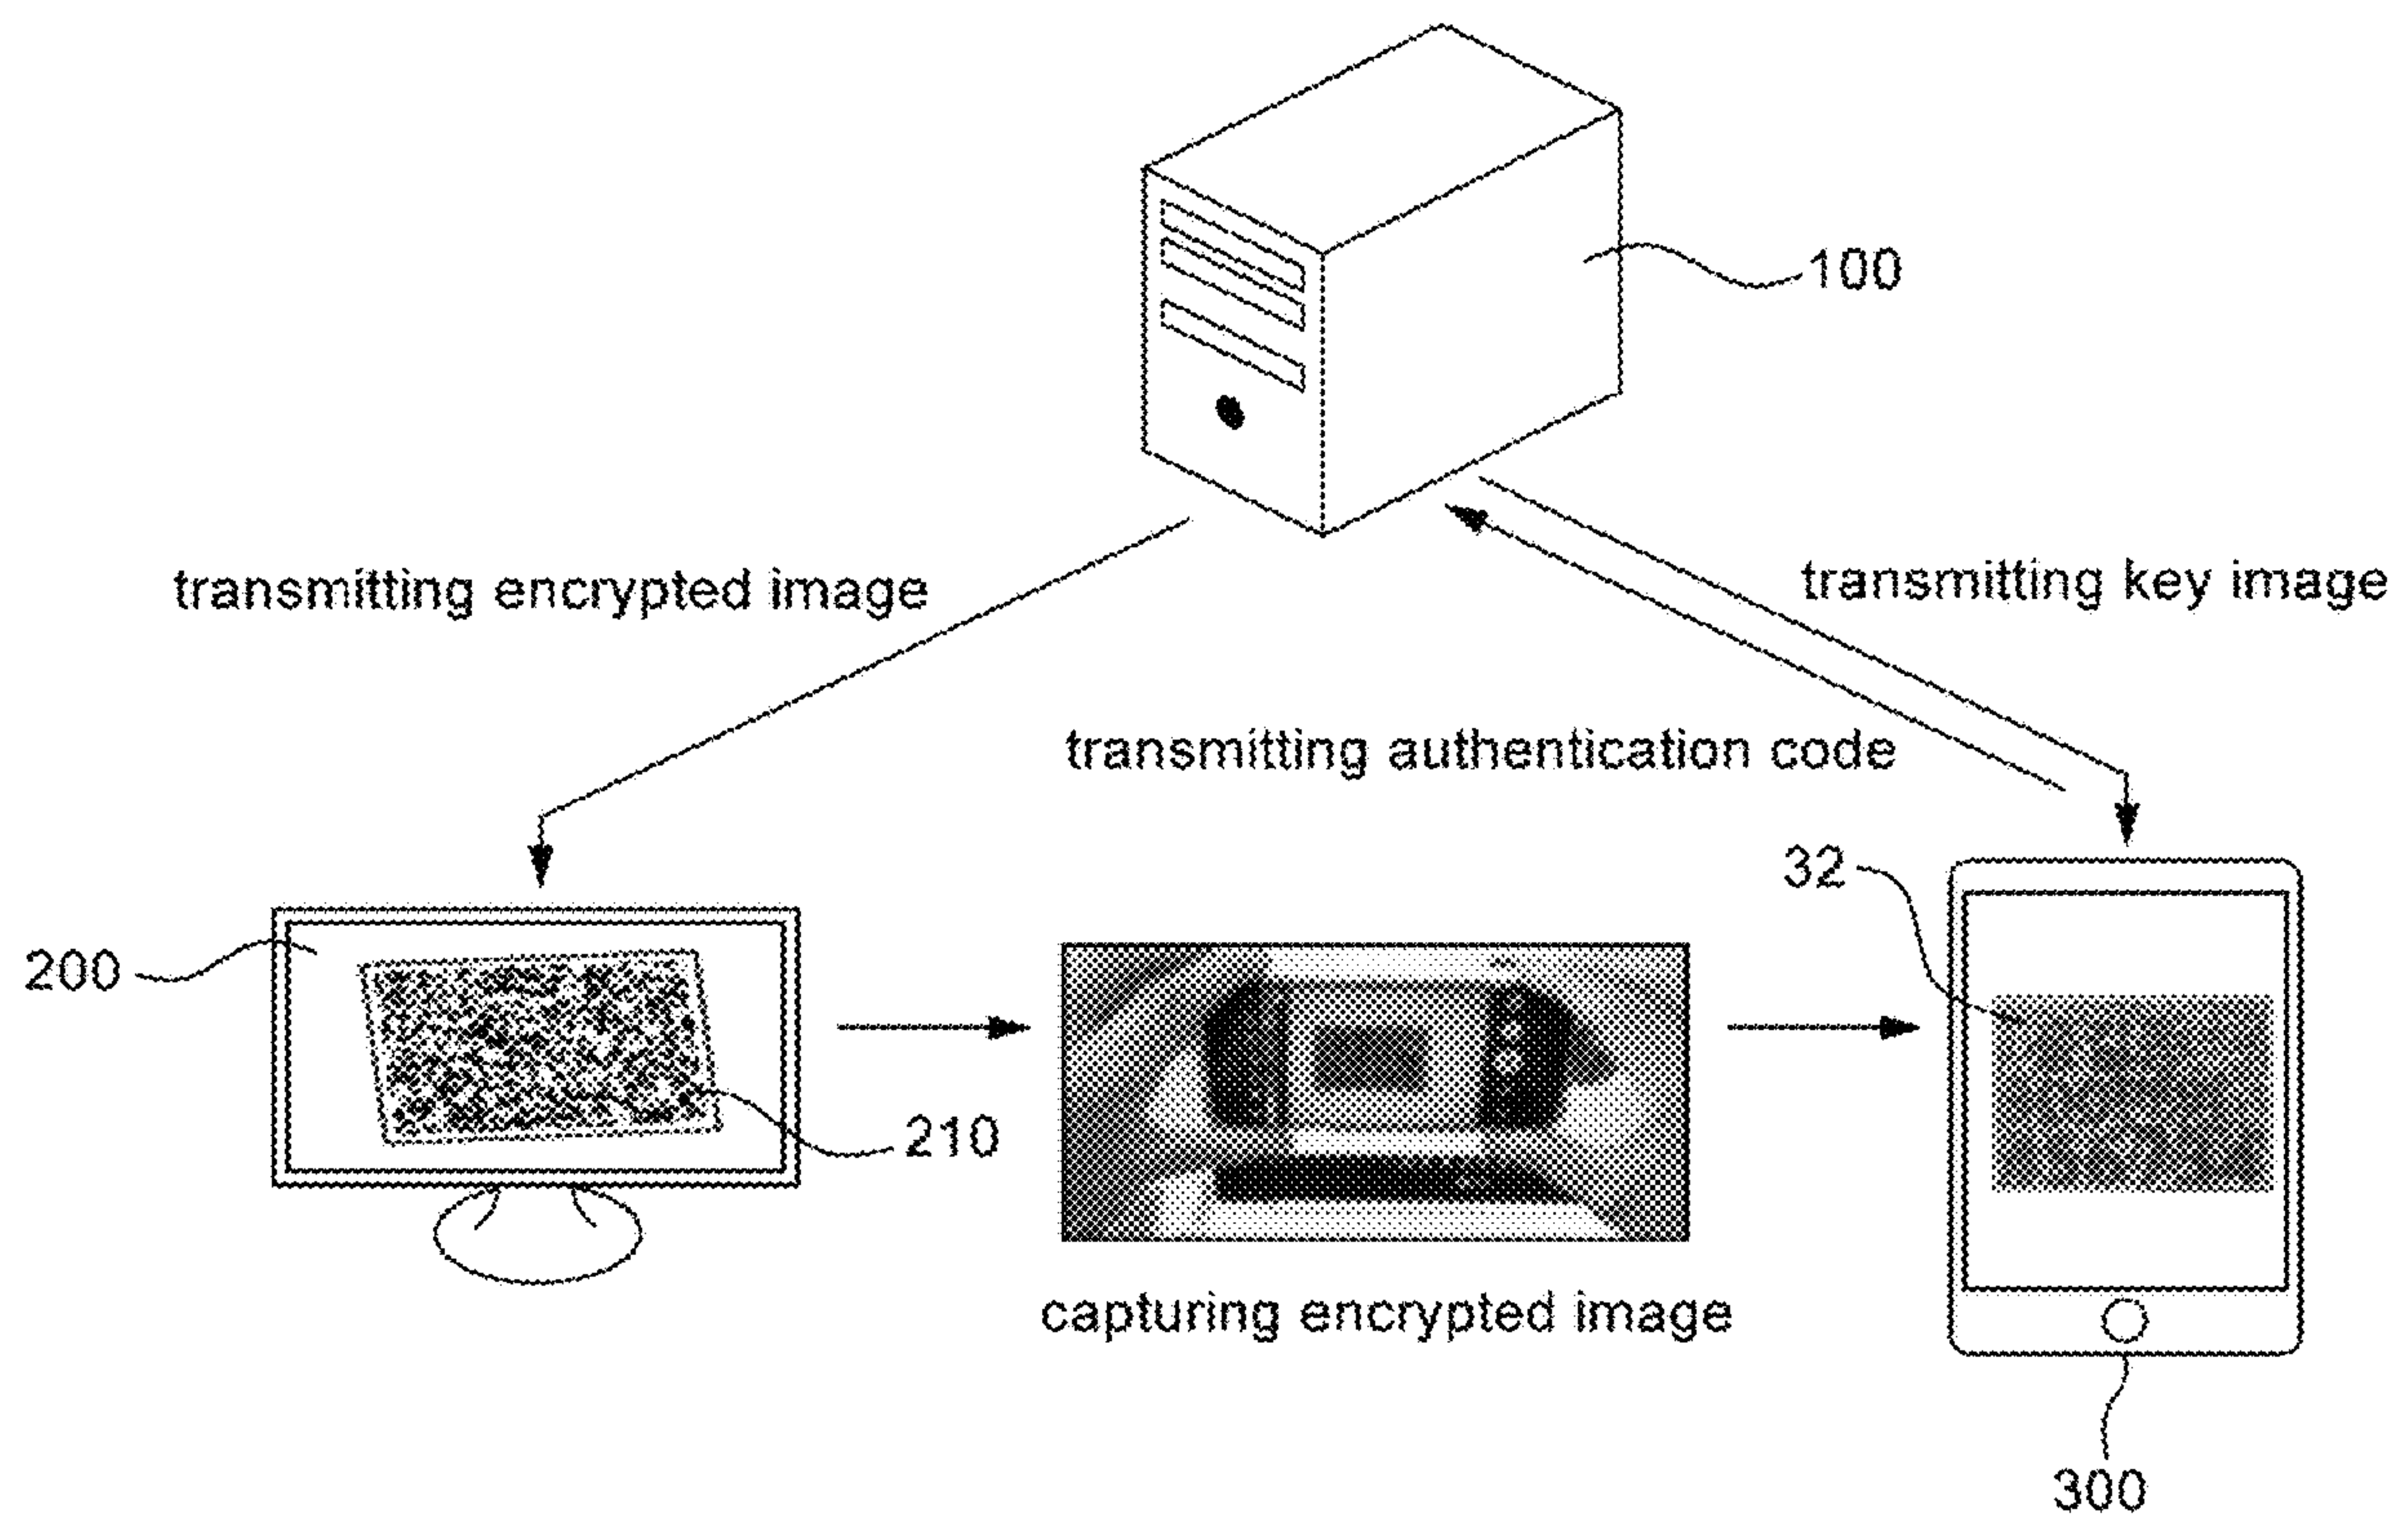 100
transmitting encrypted image
transmitting key image
transmitting authentication code
32
200
210
capturing encrypted image
300